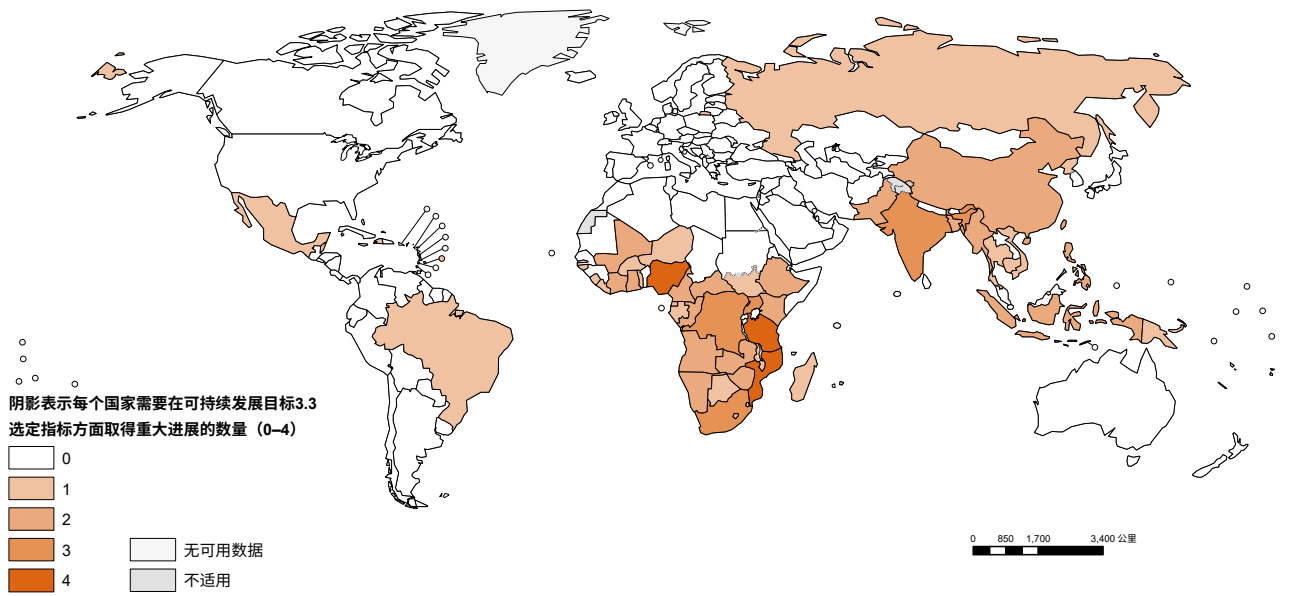 阴影表示每个国家需要在可持续发展目标3.3
选定指标方面取得重大进展的数量（0–4）
0
1
2
3
4
无可用数据
不适用
0 850 1,700 3,400 公里